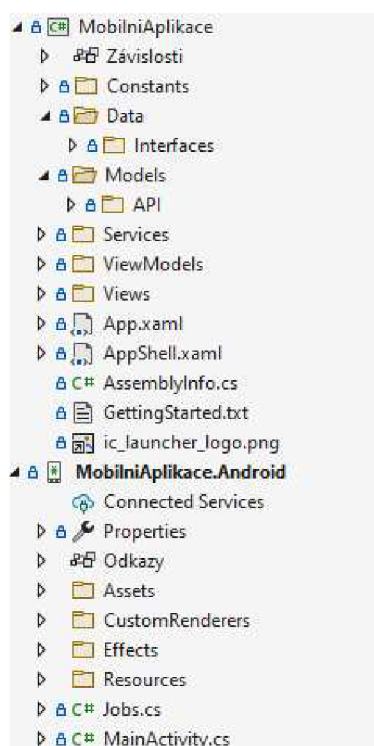 C# MobilniAplikace
Závislosti
Constants
Data
Interfaces
Models
API
Services
ViewModels
Views
App.xaml
AppShell.xaml
C# AssemblyInfo.cs
GettingStarted.txt
ic_launcher_logo.png
MobilniAplikace.Android
Connected Services
Properties
Odkazy
Assets
CustomRenderers
Effects
Resources
C# Jobs.cs
C# MainActivity.cs